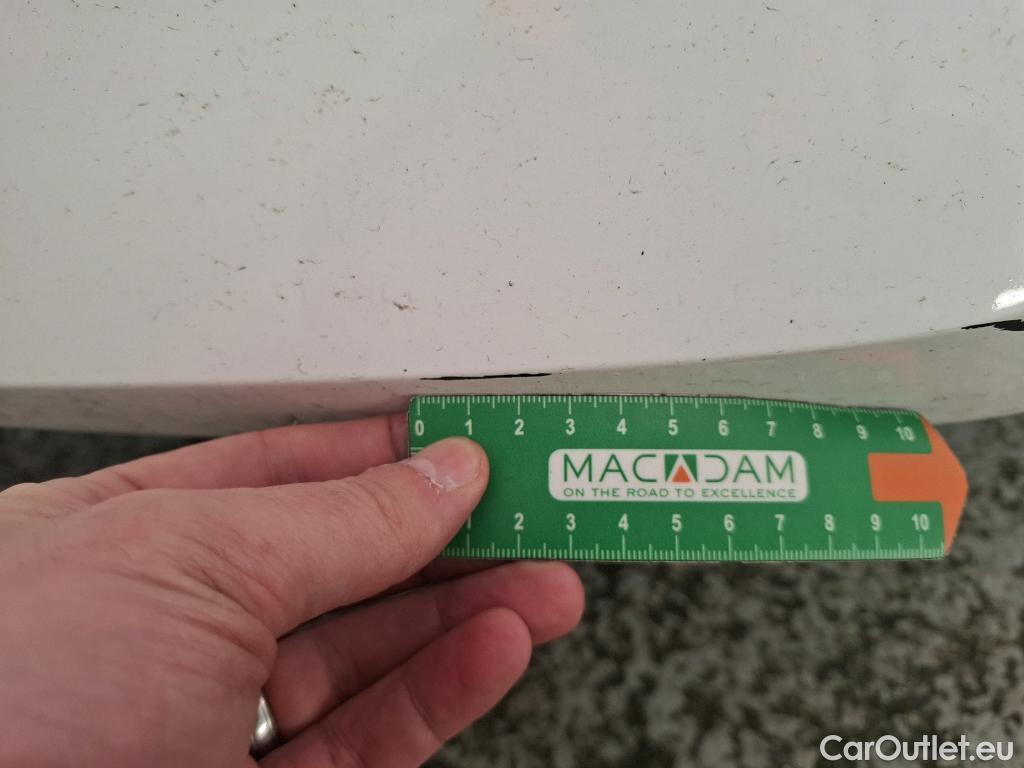 0 1 2 3 4 5 6 7 8 9 10
MACADAM
ON THE ROAD TO EXCELLENCE
1 2 3 4 5 6 7 8 9 10
CarOutlet.eu